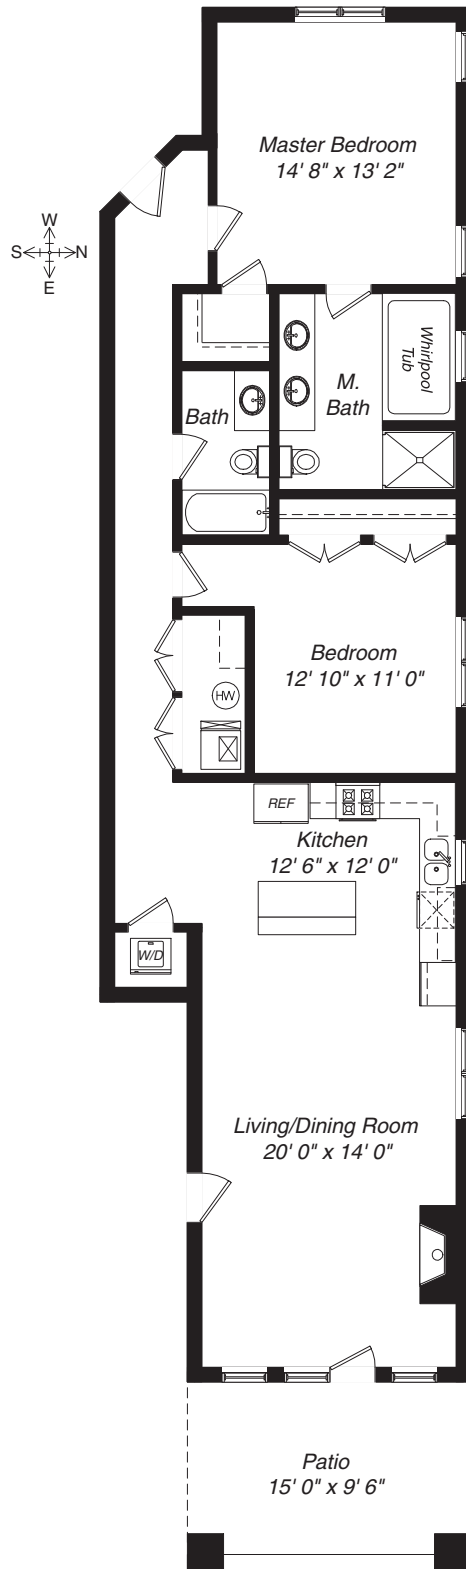 Master Bedroom
14' 8" x 13' 2"
W
S N
E
Whirlpool
Tub
M.
Bath
Bath
Bedroom
12' 10" x 11' 0"
HW
REF
Kitchen
12' 6" x 12' 0"
W/D
Living/Dining Room
20' 0" x 14' 0"
Patio
15' 0" x 9' 6"